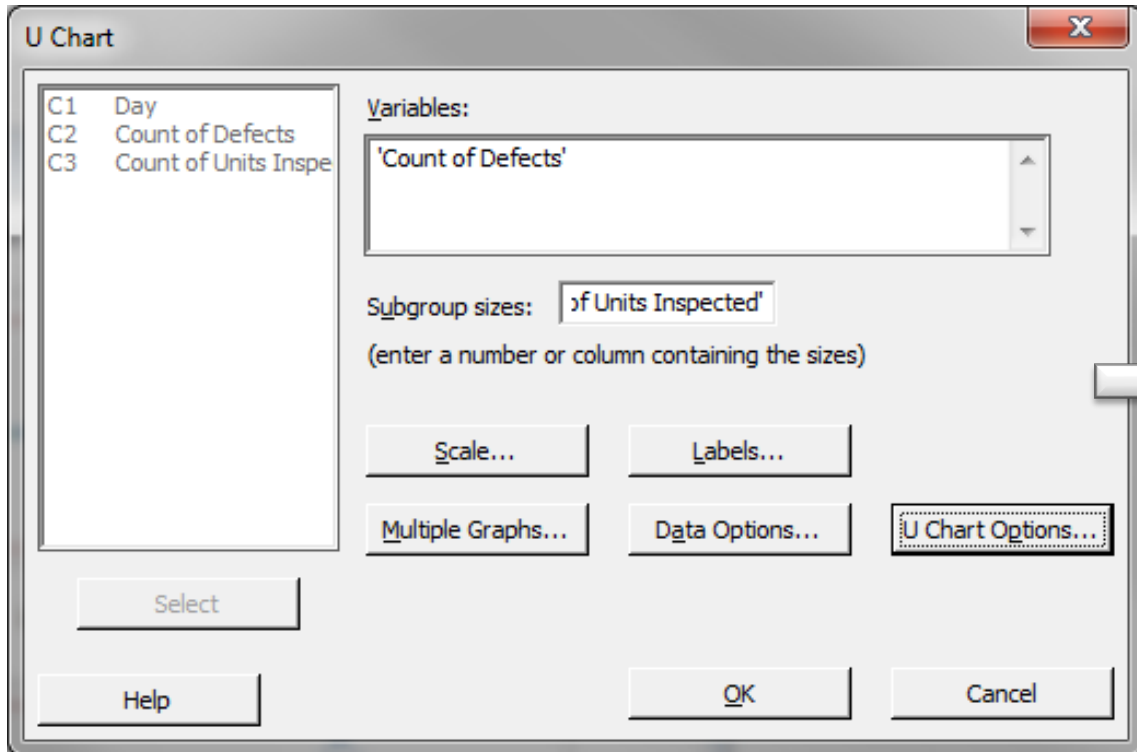 U Chart
C1 Day
C2 Count of Defects
C3 Count of Units Inspe
Variables:
'Count of Defects'
Subgroup sizes: of Units Inspected'
(enter a number or column containing the sizes)
Scale...
Labels...
Multiple Graphs...
Data Options...
U Chart Options...
Select
Help
OK
Cancel